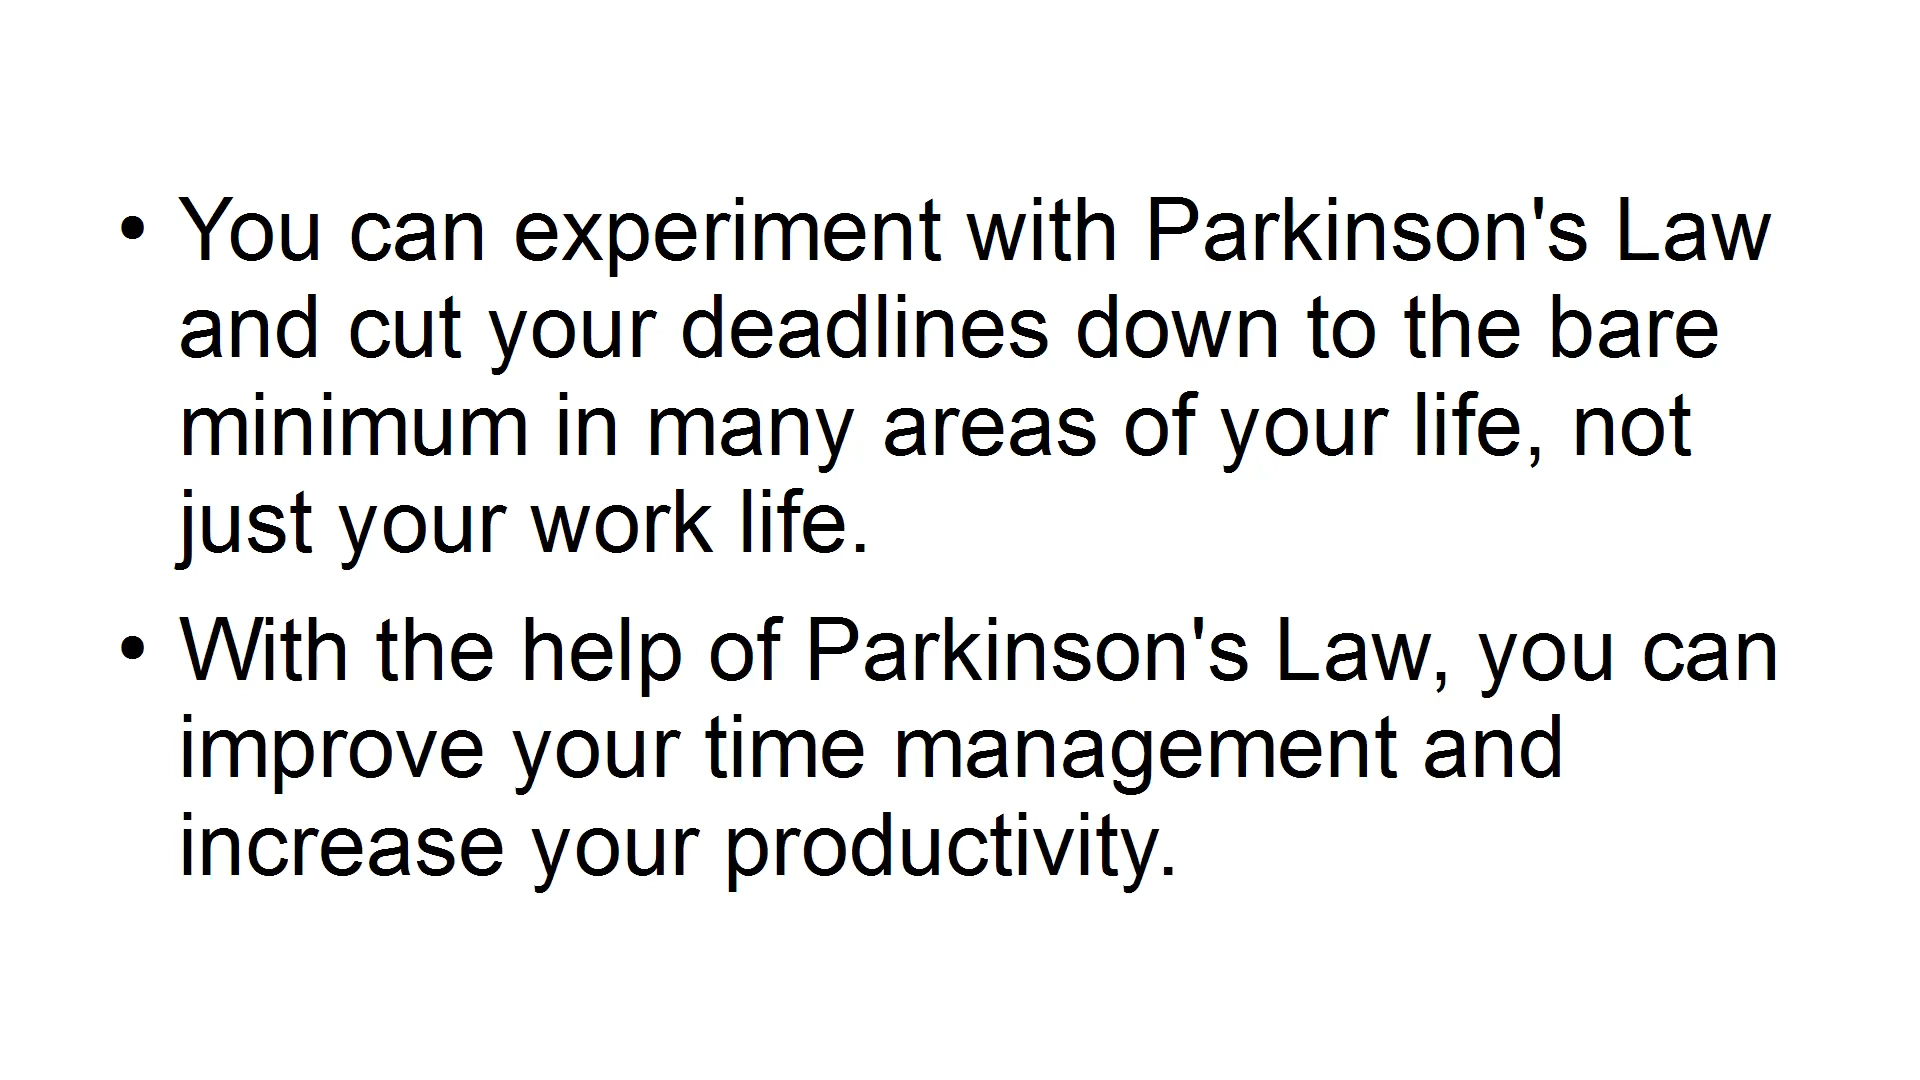 • You can experiment with Parkinson's Law
and cut your deadlines down to the bare
minimum in many areas of your life, not
just your work life.
• With the help of Parkinson's Law, you can
improve your time management and
increase your productivity.